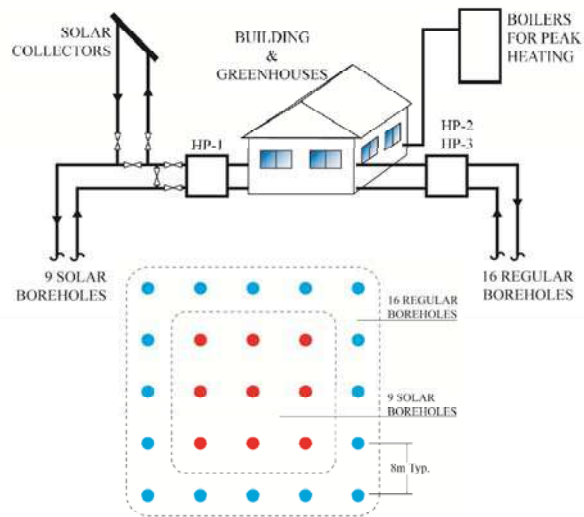 SOLAR
COLLECTORS
BUILDING
&
GREENHOUSES
BOILERS
FOR PEAK
HEATING
HP-1
HP-2
HP-3
9 SOLAR
BOREHOLES
16 REGULAR
BOREHOLES
16 REGULAR
BOREHOLES
9 SOLAR
BOREHOLES
8m Typ.